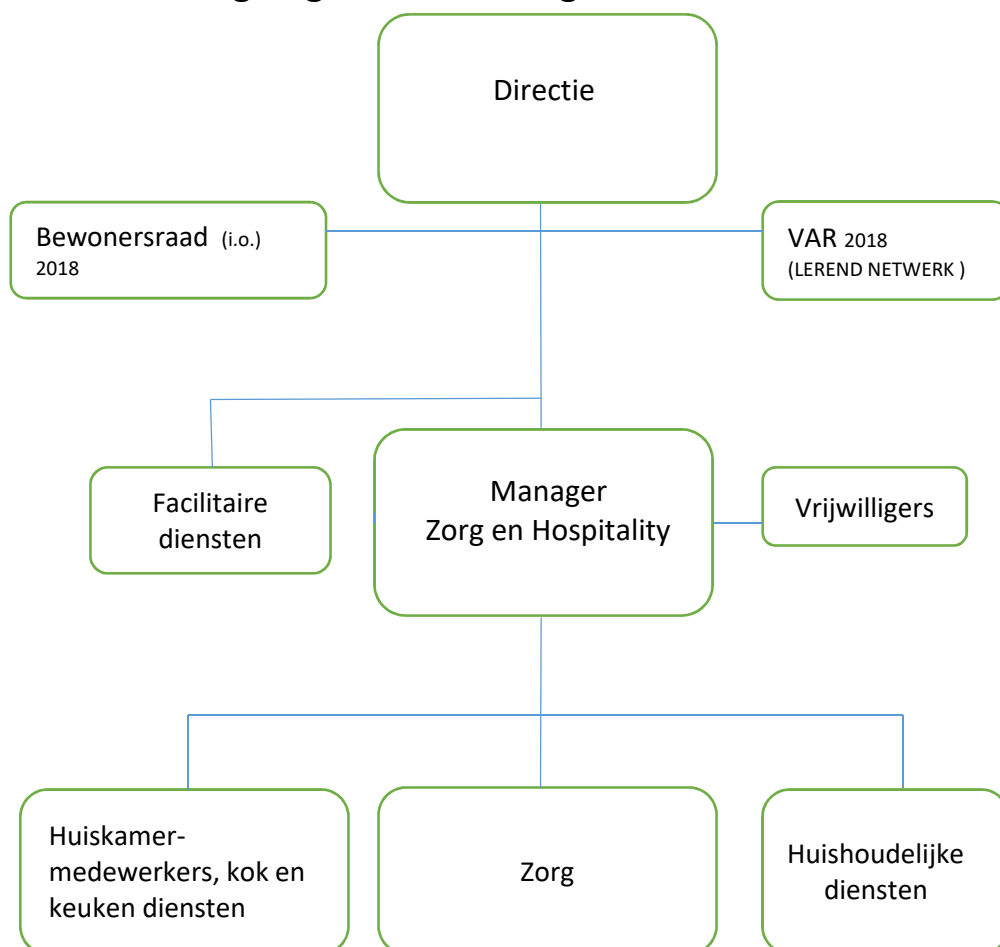 Directie
Bewonersraad (i.o.)
2018
VAR 2018
(LEREND NETWERK )
Facilitaire
diensten
Manager
Zorg en Hospitality
Vrijwilligers
Huiskamer-
medewerkers, kok en
keuken diensten
Zorg
Huishoudelijke
diensten